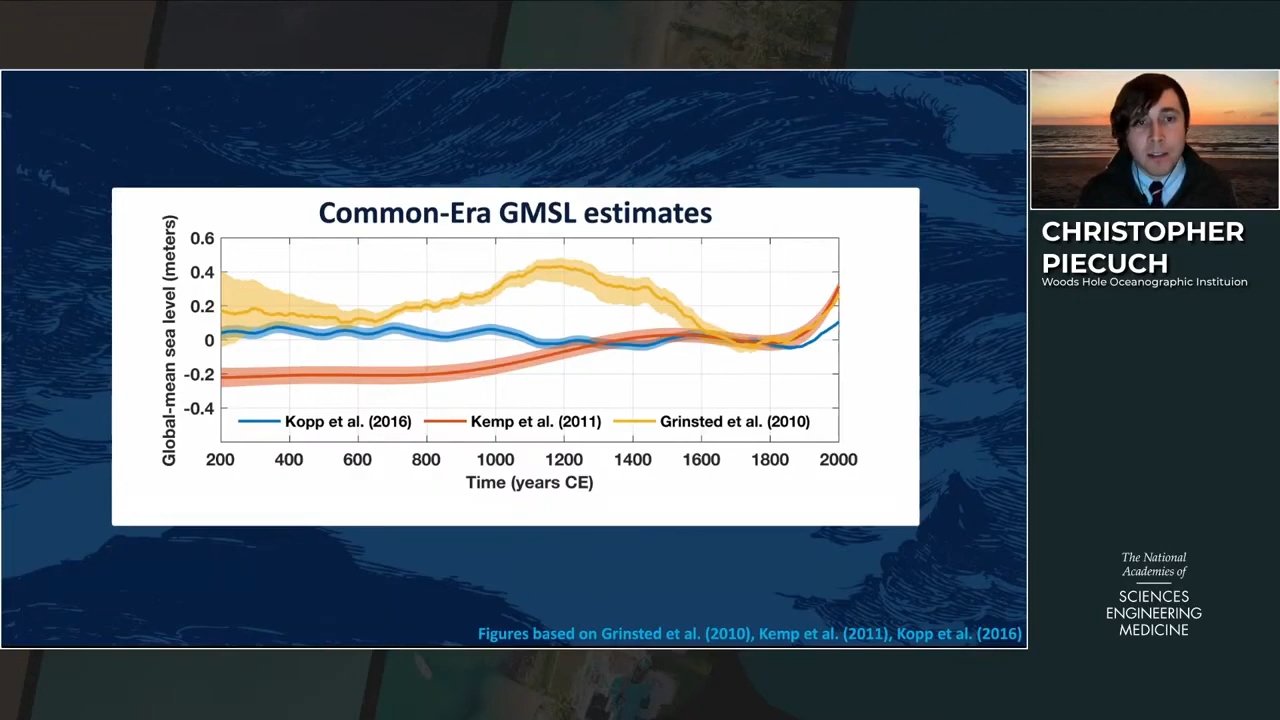 Common-Era GMSL estimates
Global-mean sea level (meters)
0.6
0.4
0.2
0
-0.2
-0.4
Kopp et al. (2016) Kemp et al. (2011) Grinsted et al. (2010)
200 400 600 800 1000 1200 1400 1600 1800 2000
Time (years CE)
Figures based on Grinsted et al. (2010), Kemp et al. (2011), Kopp et al. (2016)
CHRISTOPHER
PIECUCH
Woods Hole Oceanographic Instituion
The National
Academies of
SCIENCES
ENGINEERING
MEDICINE